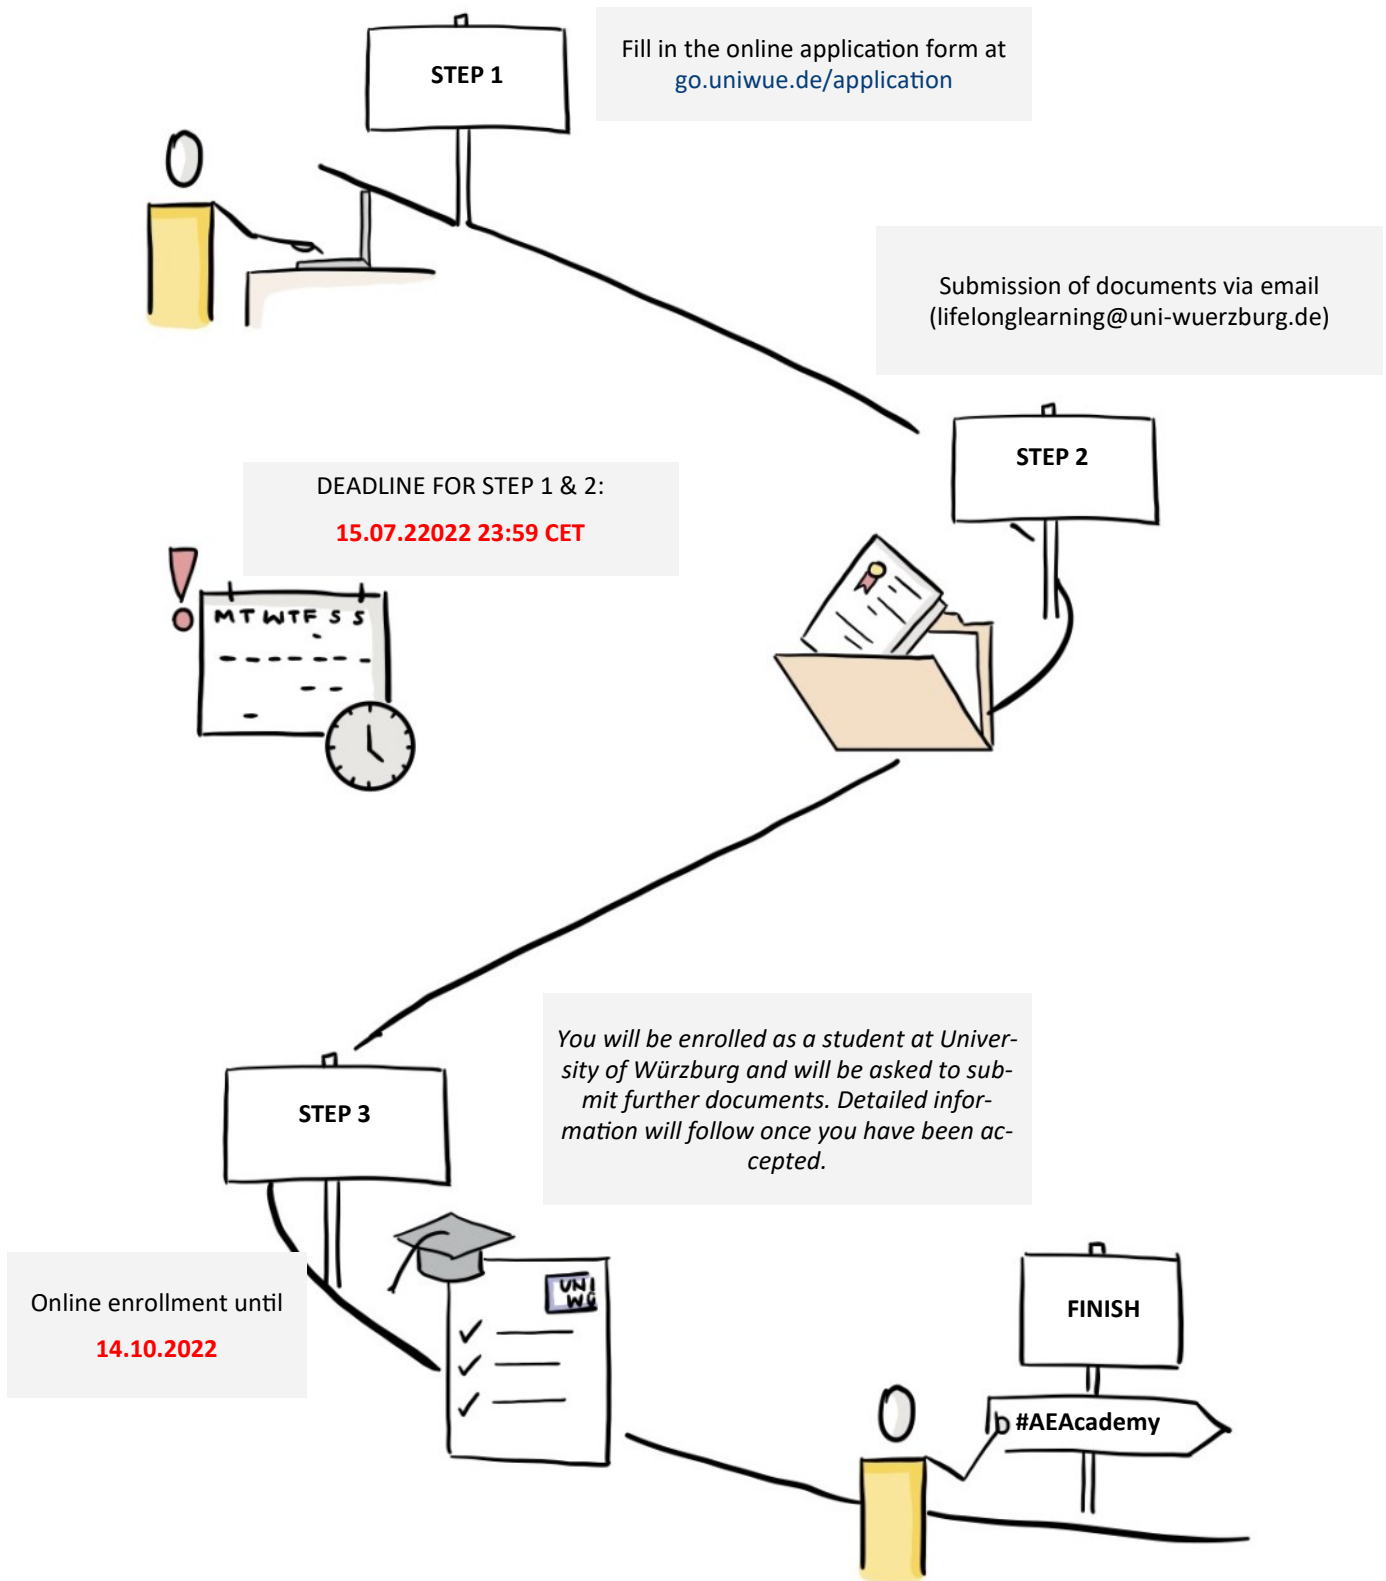 STEP 1
Fill in the online application form at
go.uniwue.de/application
Submission of documents via email
(lifelonglearning@uni-wuerzburg.de)
STEP 2
DEADLINE FOR STEP 1 & 2:
15.07.22022 23:59 CET
M T W T F S S
You will be enrolled as a student at Univer-
sity of Würzburg and will be asked to sub-
mit further documents. Detailed infor-
mation will follow once you have been ac-
cepted.
STEP 3
UNI
WÜ
Online enrollment until
14.10.2022
FINISH
#AEAcademy